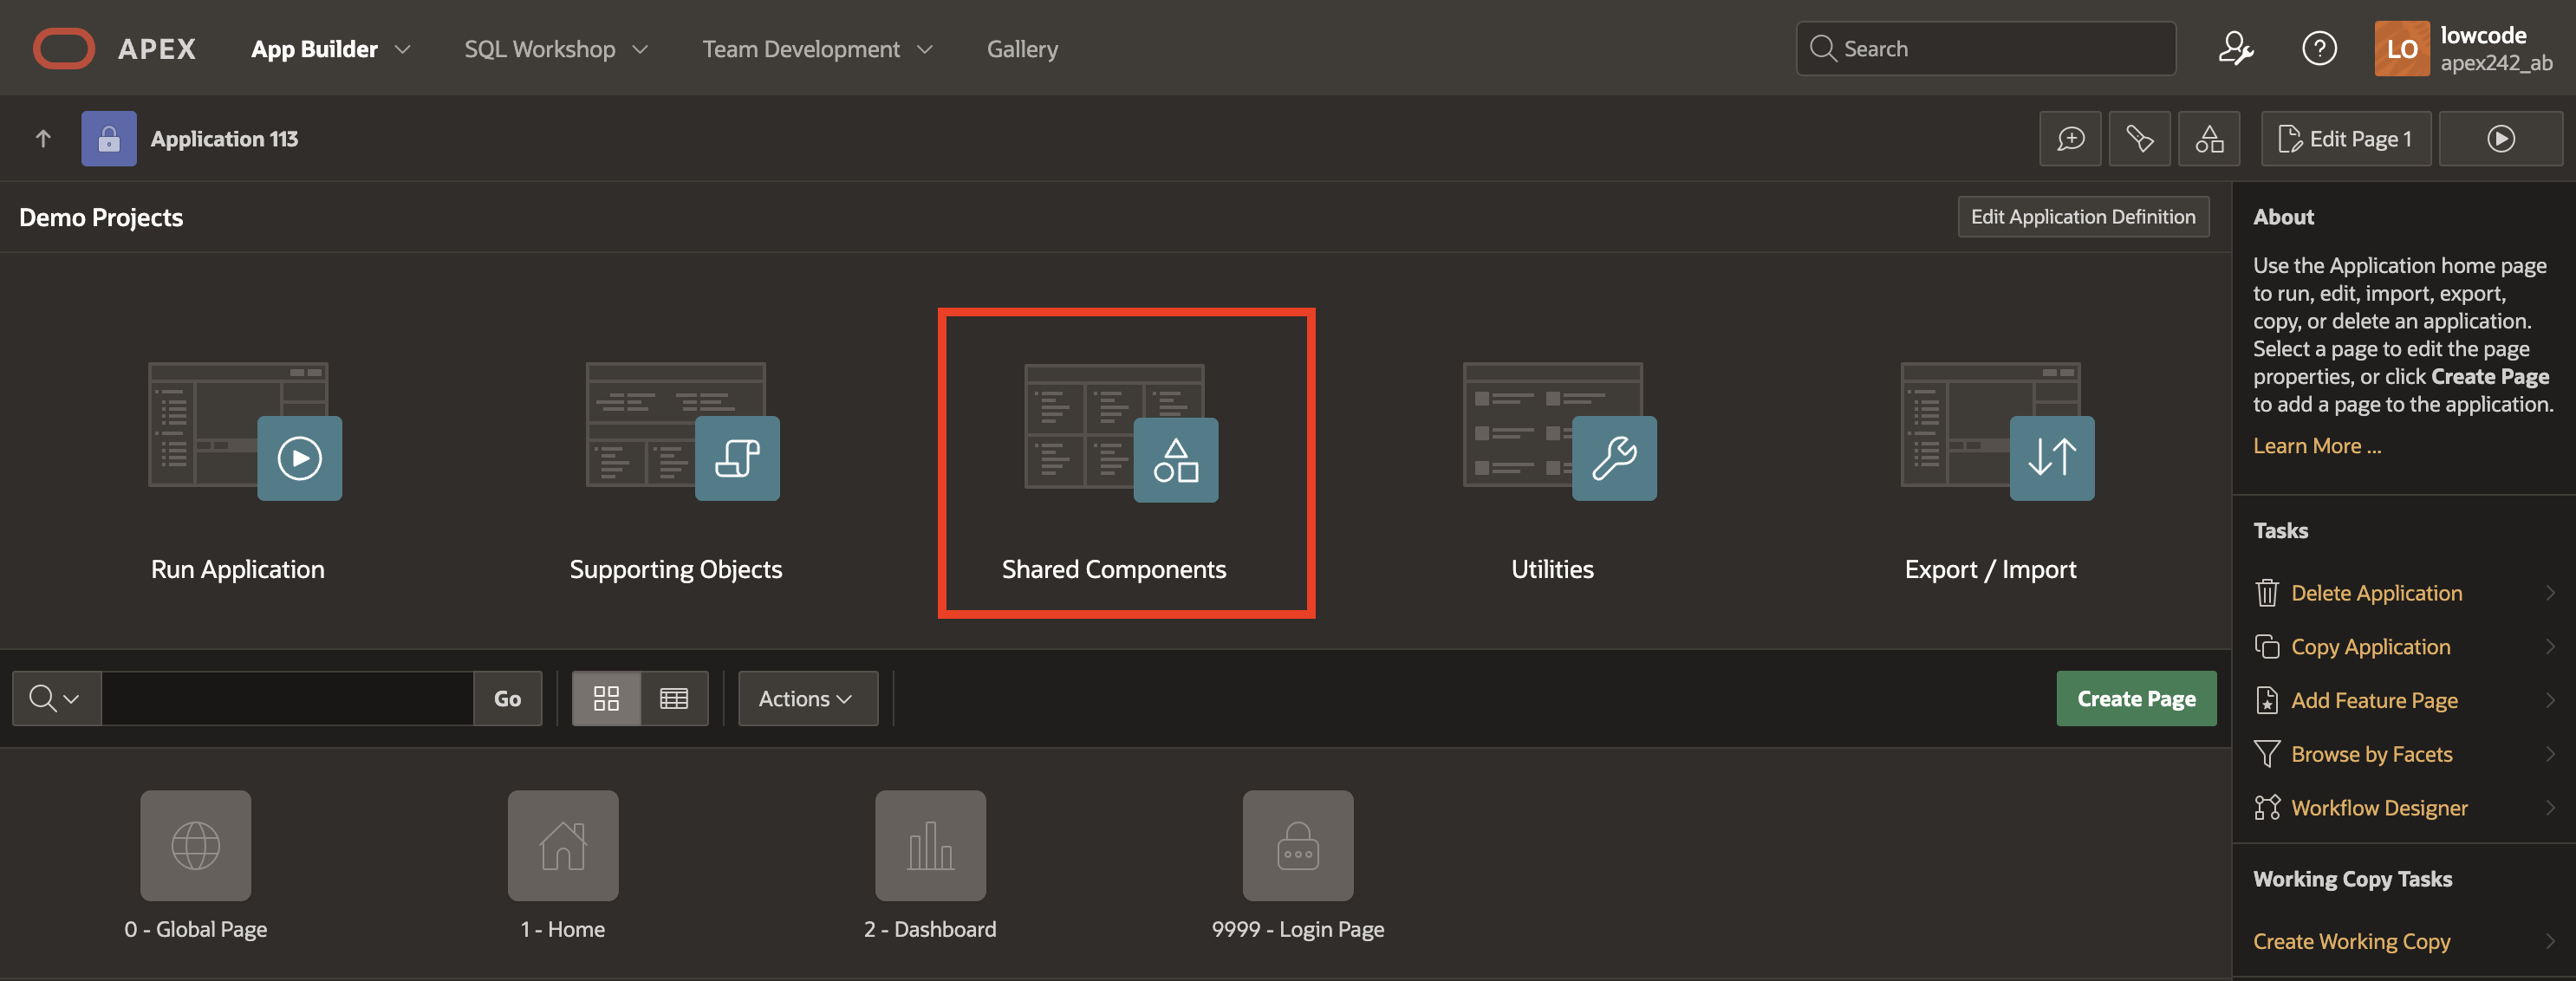 APEX
App Builder
SQL Workshop
Team Development
Gallery
Search
LO
lowcode
apex242_ab
Application 113
Edit Page 1
Demo Projects
Edit Application Definition
Run Application
Supporting Objects
Shared Components
Utilities
Export / Import
Go
Actions
Create Page
0 - Global Page
1 - Home
2 - Dashboard
9999 - Login Page
About
Use the Application home page
to run, edit, import, export,
copy, or delete an application.
Select a page to edit the page
properties, or click Create Page
to add a page to the application.
Learn More ...
Tasks
Delete Application
Copy Application
Add Feature Page
Browse by Facets
Workflow Designer
Working Copy Tasks
Create Working Copy